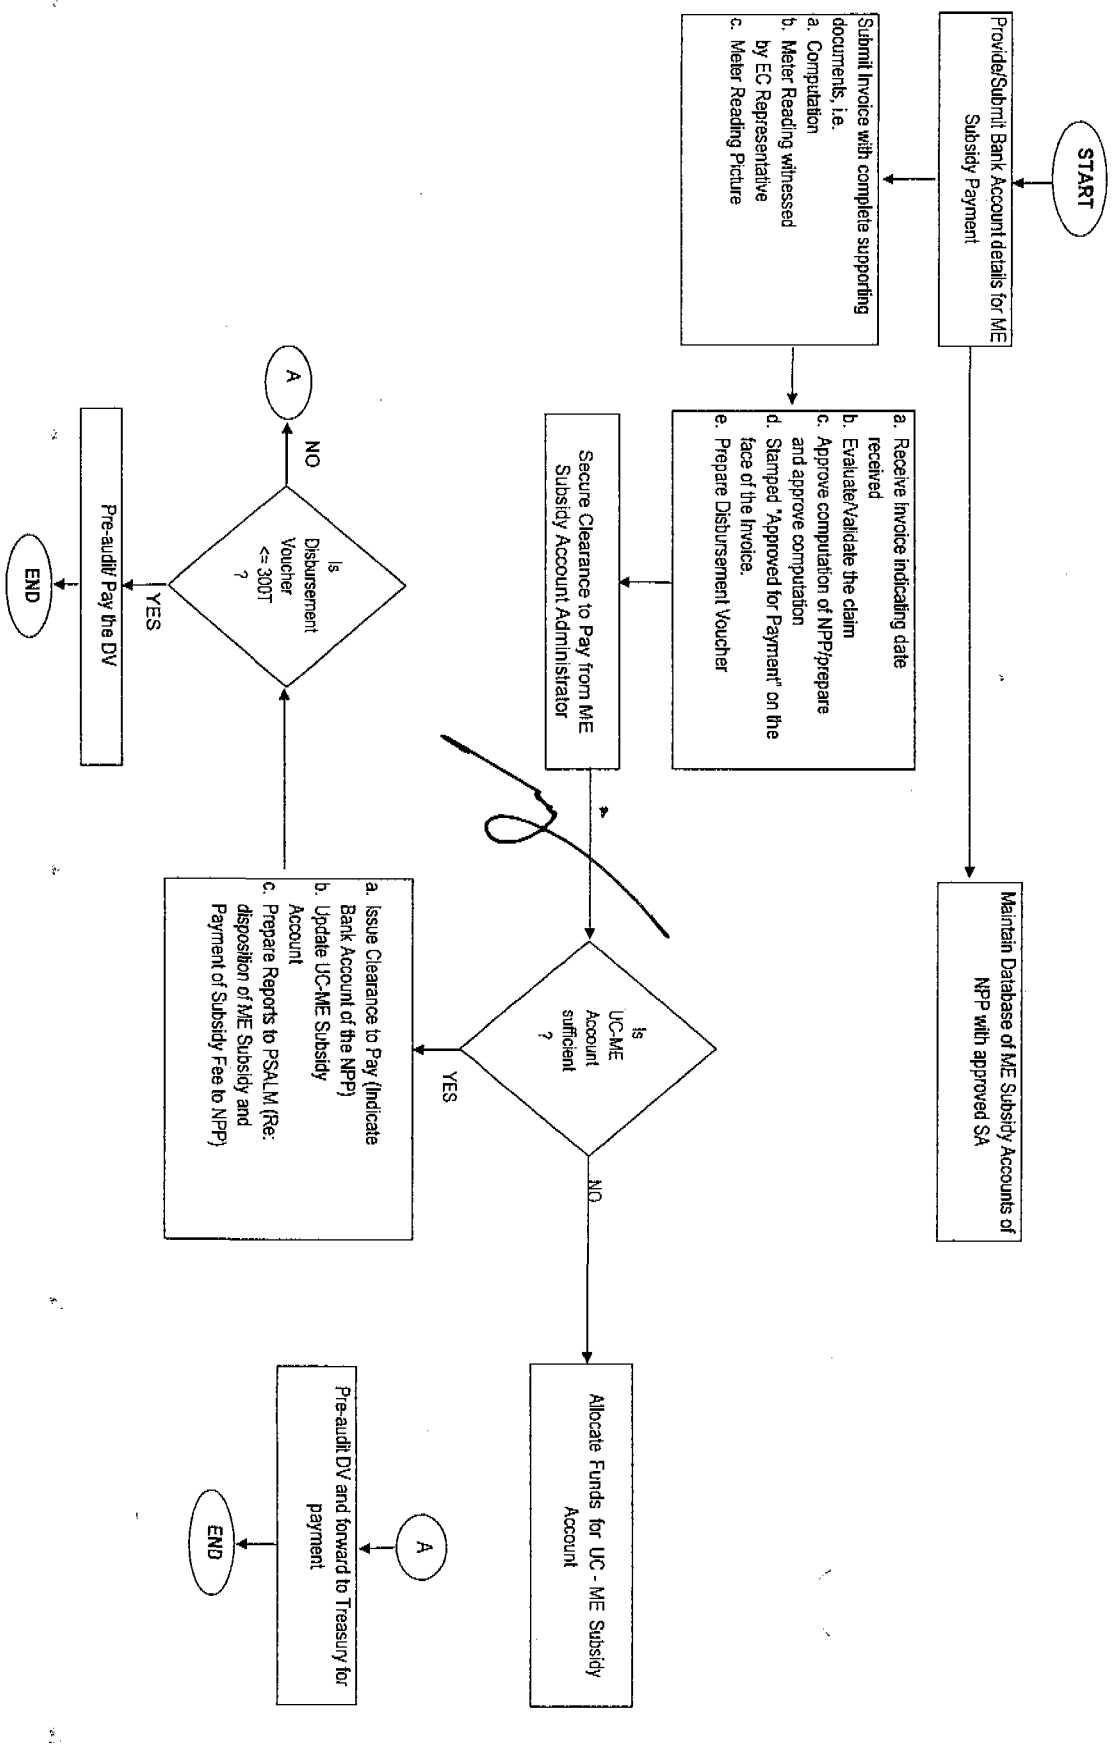 START
Provide/Submit Bank Account details for ME
Subsidy Payment
Maintain Database of ME Subsidy Accounts of
NPP with approved SA
Submit Invoice with complete supporting
documents, i.e.
a. Computation
b. Meter Reading witnessed
by EC Representative
c. Meter Reading Picture
a. Receive Invoice indicating date
received
b. Evaluate/Validate the claim
c. Approve computation of NPP/prepare
and approve computation
d. Stamped "Approved for Payment" on the
face of the Invoice.
e. Prepare Disbursement Voucher
Secure Clearance to Pay from ME
Subsidy Account Administrator
Is
UC-ME
Account
sufficient
?
NO
Allocate Funds for UC - ME Subsidy
Account
YES
a. Issue Clearance to Pay (Indicate
Bank Account of the NPP)
b. Update UC-ME Subsidy
Account
c. Prepare Reports to PSALM (Re:
disposition of ME Subsidy and
Payment of Subsidy Fee to NPP)
Is
Disbursement
Voucher
<= 300T
?
NO
A
YES
Pre-audit/ Pay the DV
END
A
Pre-audit DV and forward to Treasury for
payment
END